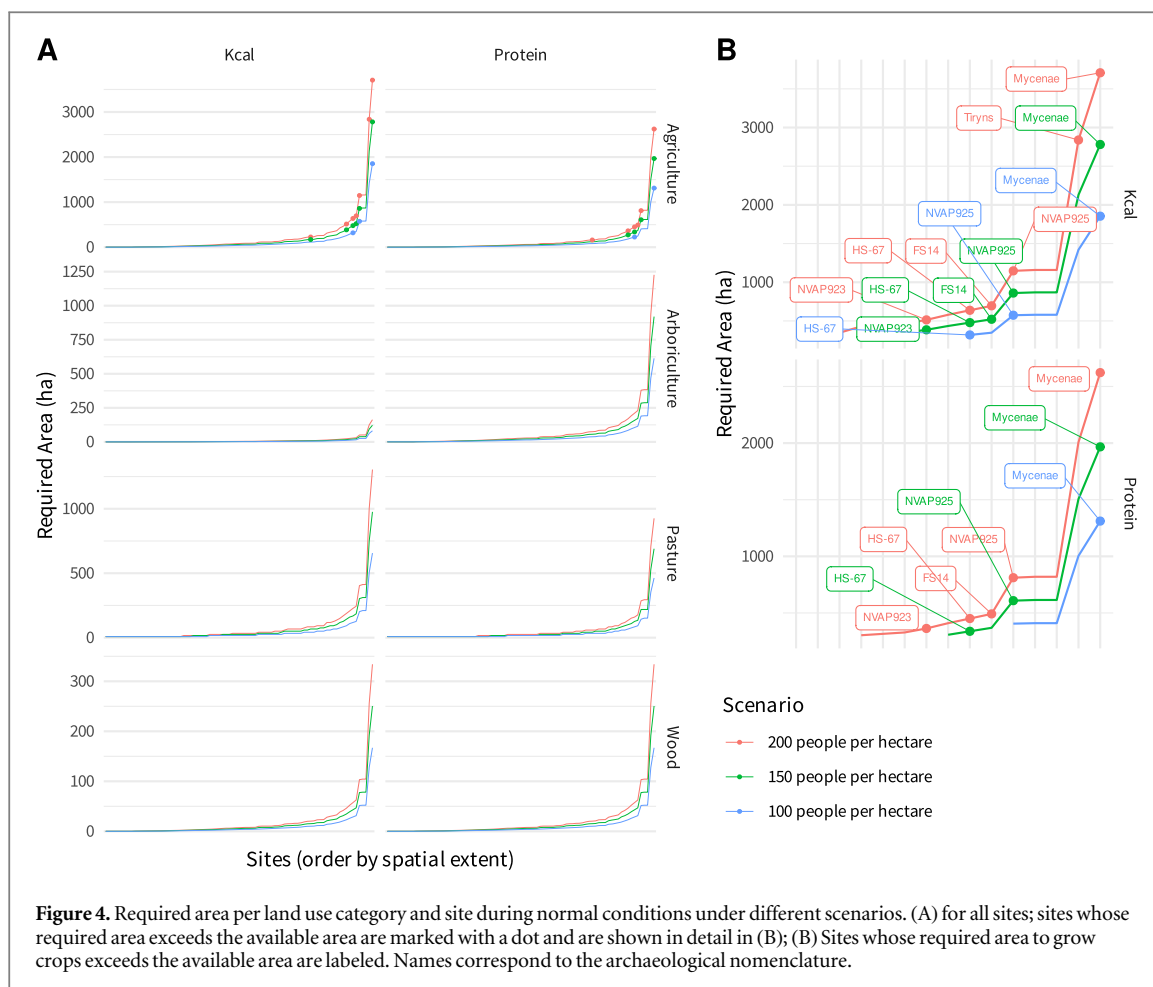 A
Kcal
Protein
Required Area (ha)
3000
2000
1000
0
Agriculture
1250
1000
750
500
250
0
Arboriculture
1000
500
0
Pasture
300
200
100
0
Wood
Sites (order by spatial extent)
B
Required Area (ha)
3000
2000
1000
Kcal
Mycenae
Tiryns
Mycenae
Mycenae
NVAP925
NVAP925
HS-67
FS14
NVAP925
NVAP923
HS-67
FS14
HS-67
NVAP923
2000
1000
Protein
Mycenae
Mycenae
Mycenae
NVAP925
HS-67
NVAP925
HS-67
FS14
NVAP923
Scenario
200 people per hectare
150 people per hectare
100 people per hectare
Figure 4. Required area per land use category and site during normal conditions under different scenarios. (A) for all sites; sites whose
required area exceeds the available area are marked with a dot and are shown in detail in (B); (B) Sites whose required area to grow
crops exceeds the available area are labeled. Names correspond to the archaeological nomenclature.